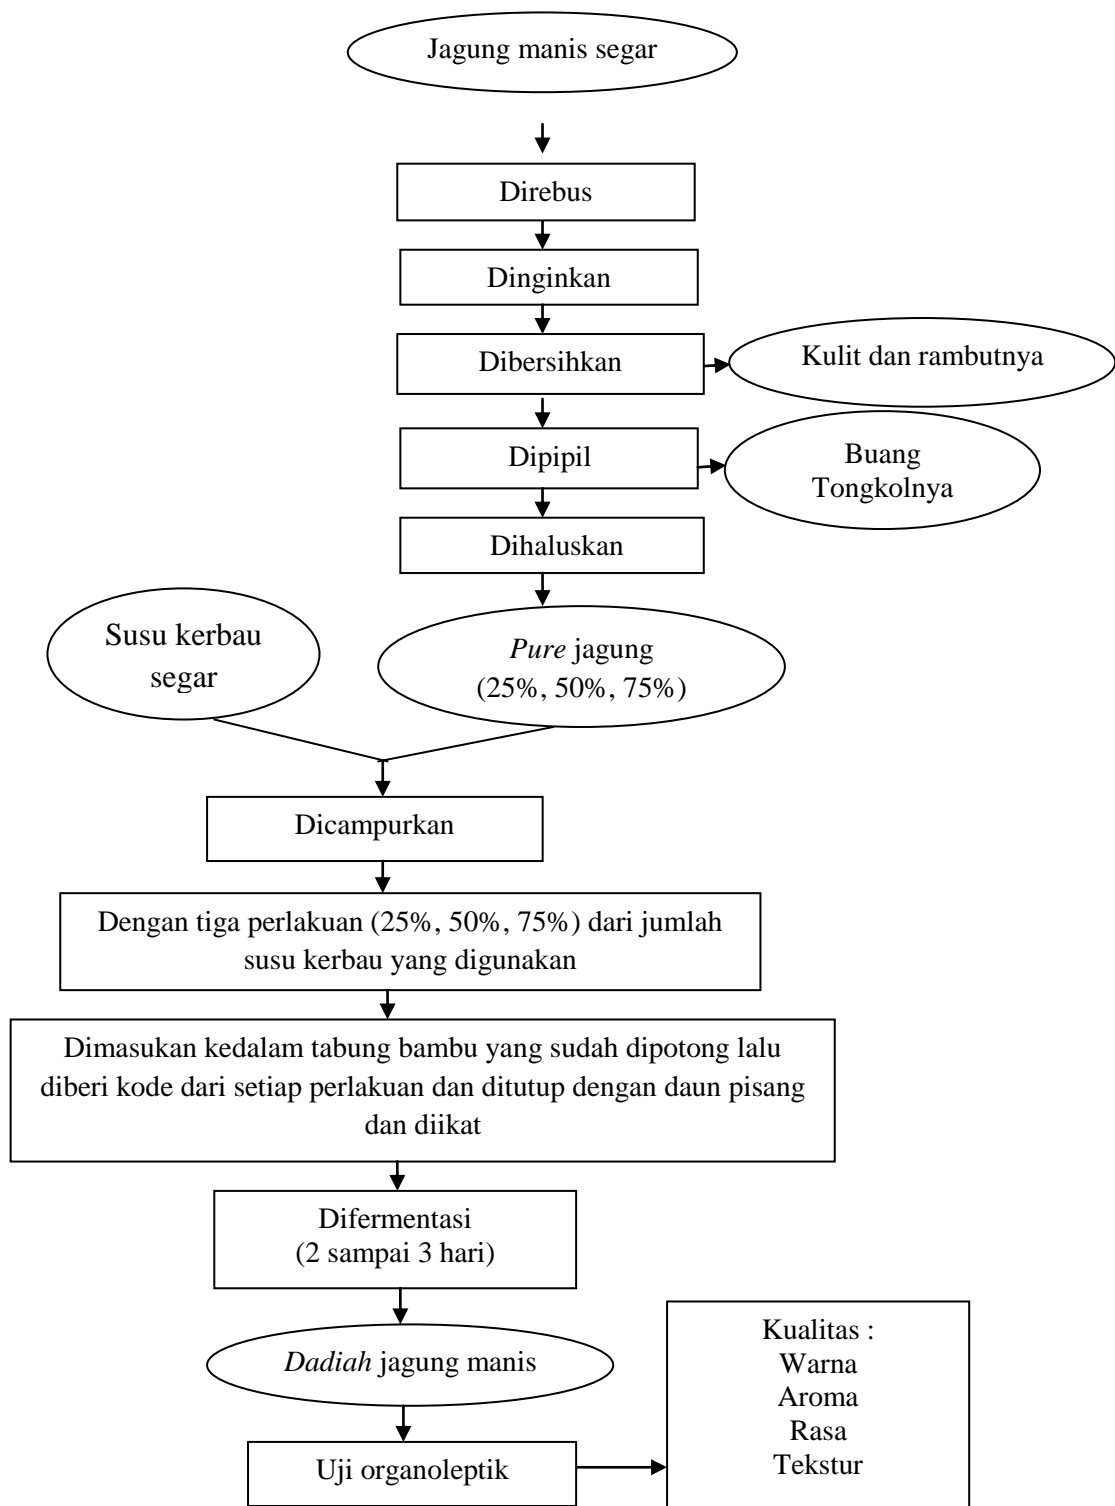 Jagung manis segar
Direbus
Dinginkan
Dibersihkan
Kulit dan rambutnya
Dipipil
Buang
Tongkolnya
Dihaluskan
Susu kerbau
segar
Pure jagung
(25%, 50%, 75%)
Dicampurkan
Dengan tiga perlakuan (25%, 50%, 75%) dari jumlah
susu kerbau yang digunakan
Dimasukan kedalam tabung bambu yang sudah dipotong lalu
diberi kode dari setiap perlakuan dan ditutup dengan daun pisang
dan diikat
Difermentasi
(2 sampai 3 hari)
Dadiah jagung manis
Uji organoleptik
Kualitas :
Warna
Aroma
Rasa
Tekstur